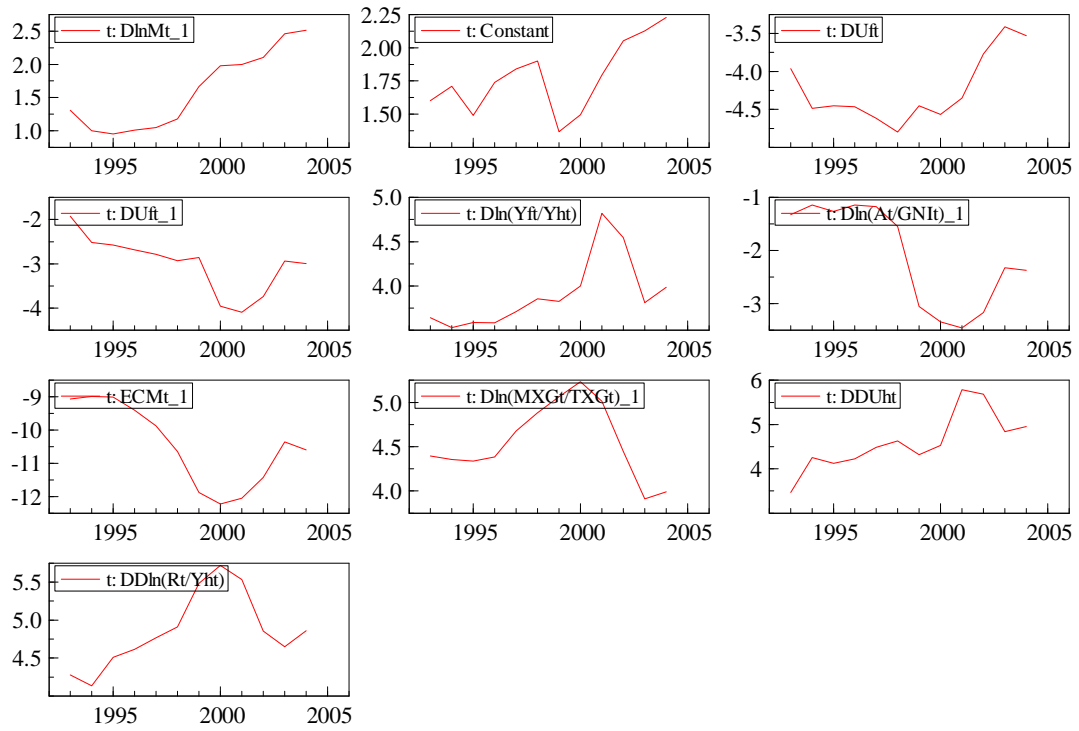 t: DlnMt_1
2.5
2.0
1.5
1.0
1995 2000 2005
t: Constant
2.25
2.00
1.75
1.50
1995 2000 2005
t: DUft
-3.5
-4.0
-4.5
1995 2000 2005
t: DUft_1
-2
-3
-4
1995 2000 2005
t: Dln(Yft/Yht)
5.0
4.5
4.0
1995 2000 2005
t: Dln(At/GNIt)_1
-1
-2
-3
1995 2000 2005
t: ECMt_1
-9
-10
-11
-12
1995 2000 2005
t: Dln(MXGt/TXGt)_1
5.0
4.5
4.0
1995 2000 2005
t: DDUht
6
5
4
1995 2000 2005
t: DDln(Rt/Yht)
5.5
5.0
4.5
1995 2000 2005